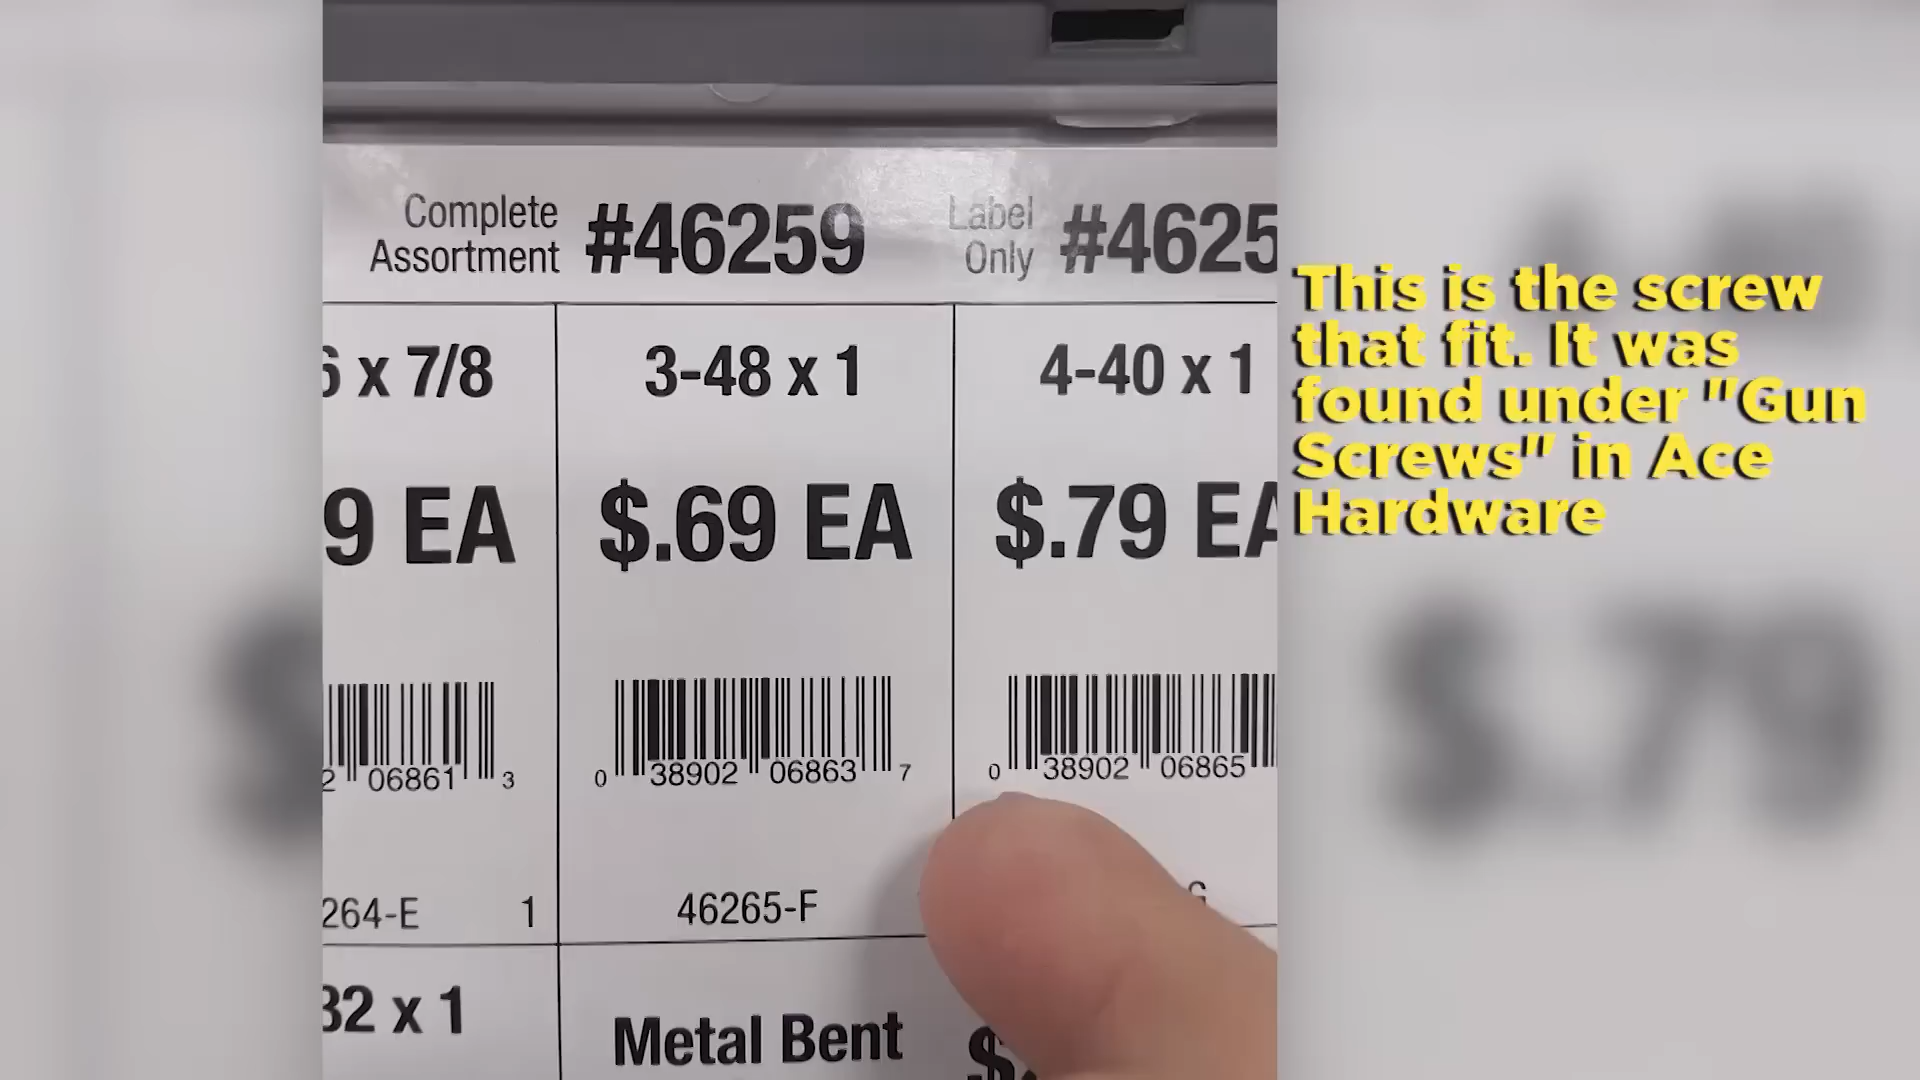 Complete
Assortment
#46259
Label
Only
#4625
6 x 7/8
3-48 x 1
4-40 x 1
9 EA
$.69 EA
$.79 EA
2 06861 3
0 38902 06863 7
0 38902 06865
264-E 1
46265-F
G
32 x 1
Metal Bent
$.
This is the screw
that fit. It was
found under "Gun
Screws" in Ace
Hardware
$.79